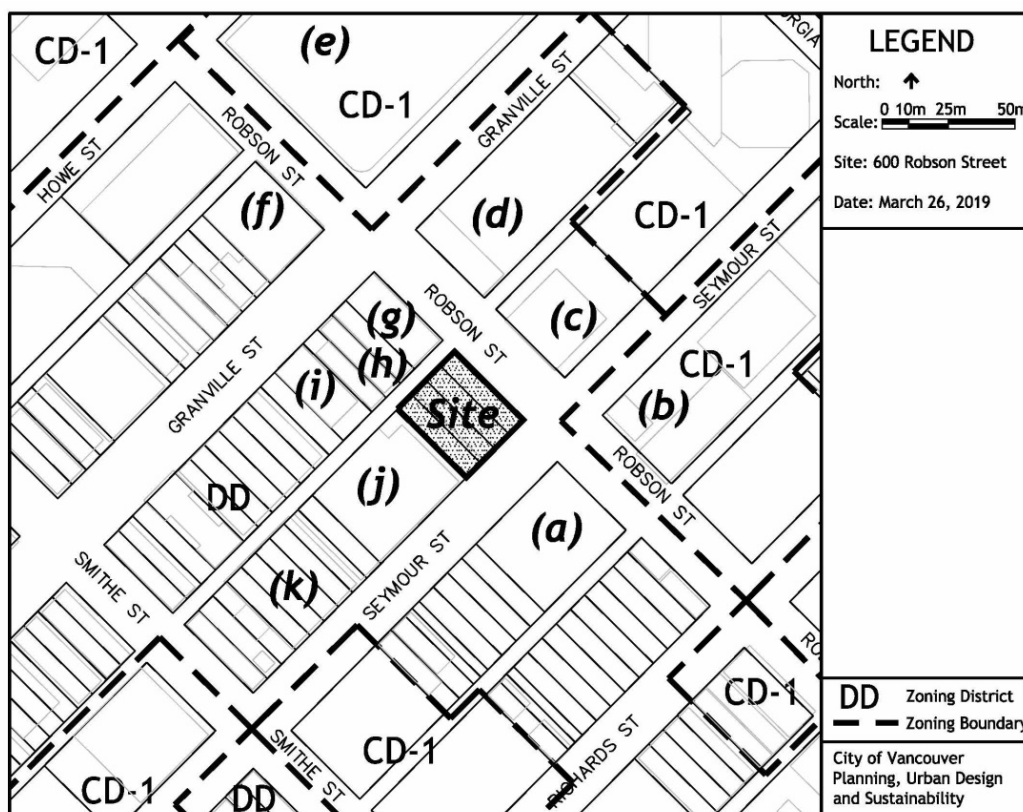 CD-1
(e)
CD-1
ORGIA
HOWE ST
ROBSON ST
GRANVILLE ST
(f)
(d)
CD-1
SEYMOUR ST
ROBSON ST
(g)
(c)
(h)
(i)
CD-1
GRANVILLE ST
Site
(b)
(j)
ROBSON ST
DD
(a)
SMITHE ST
(k)
SEYMOUR ST
RO
CD-1
CD-1
SMITHE ST
RICHARDS ST
CD-1
DD
LEGEND
North:
Scale: 0 10m 25m 50m
Site: 600 Robson Street
Date: March 26, 2019
DD Zoning District
Zoning Boundary
City of Vancouver
Planning, Urban Design
and Sustainability